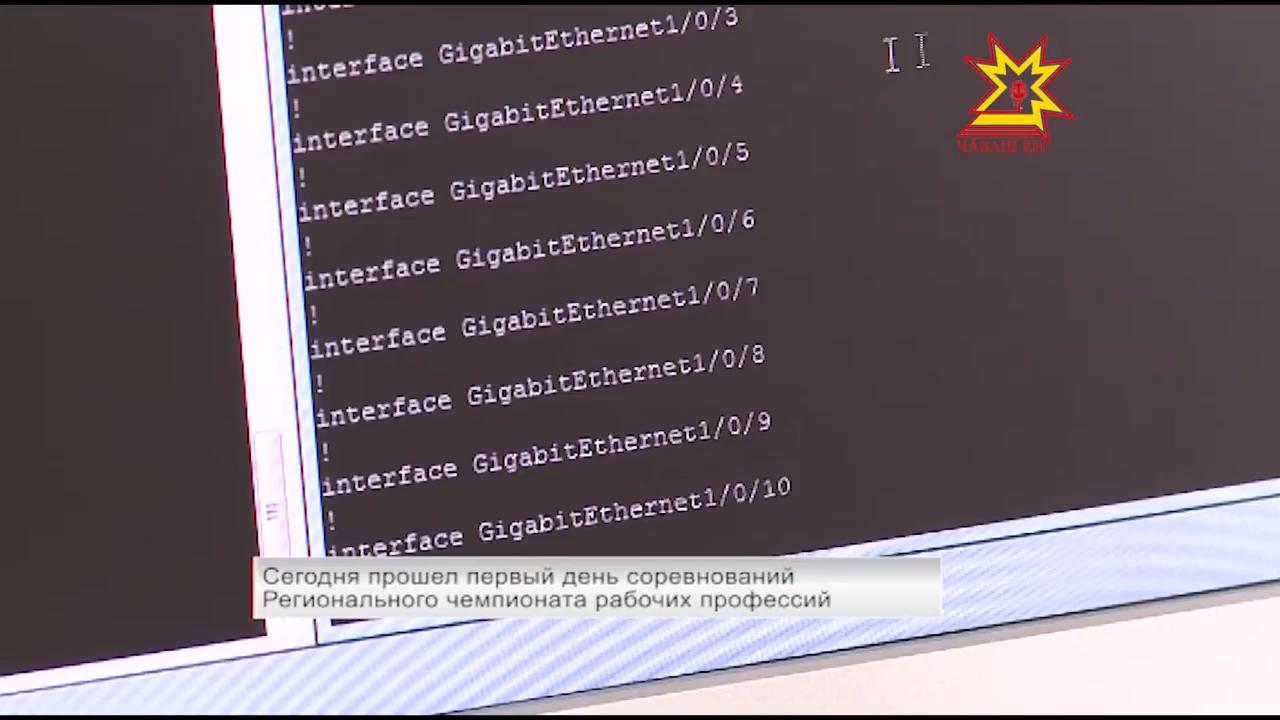 !
interface GigabitEthernet1/0/3
!
interface GigabitEthernet1/0/4
!
interface GigabitEthernet1/0/5
!
interface GigabitEthernet1/0/6
!
interface GigabitEthernet1/0/7
!
interface GigabitEthernet1/0/8
!
interface GigabitEthernet1/0/9
!
interface GigabitEthernet1/0/10
ЧӐВАШ ЕН
Сегодня прошел первый день соревнований
Регионального чемпионата рабочих профессий